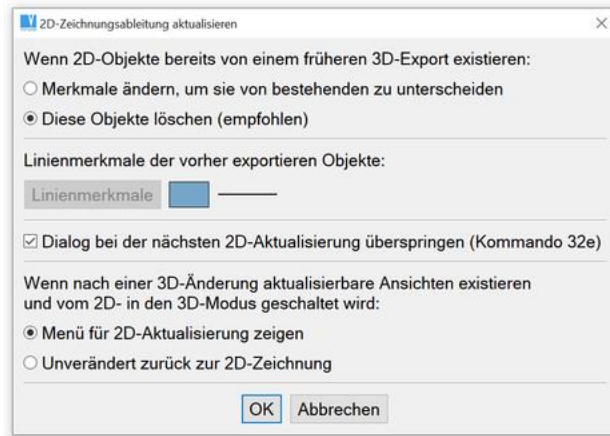 2D-Zeichnungsableitung aktualisieren
Wenn 2D-Objekte bereits von einem früheren 3D-Export existieren:
Merkmale ändern, um sie von bestehenden zu unterscheiden
Diese Objekte löschen (empfohlen)
Linienmerkmale der vorher exportieren Objekte:
Linienmerkmale
Dialog bei der nächsten 2D-Aktualisierung überspringen (Kommando 32e)
Wenn nach einer 3D-Änderung aktualisierbare Ansichten existieren
und vom 2D- in den 3D-Modus geschaltet wird:
Menü für 2D-Aktualisierung zeigen
Unverändert zurück zur 2D-Zeichnung
OK Abbrechen